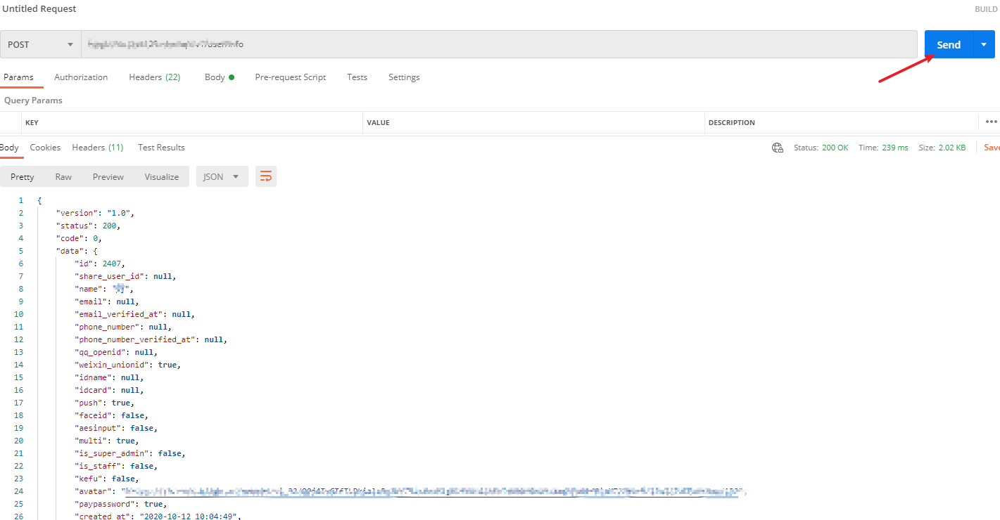 Untitled Request
BUILD
POST
Send
Params Authorization Headers (22) Body Pre-request Script Tests Settings
Query Params
KEY VALUE DESCRIPTION
Body Cookies Headers (11) Test Results Status: 200 OK Time: 239 ms Size: 2.02 KB Save
Pretty Raw Preview Visualize JSON
1 {
2 "version": "1.0",
3 "status": 200,
4 "code": 0,
5 "data": {
6 "id": 2407,
7 "share_user_id": null,
8 "name": " ",
9 "email": null,
10 "email_verified_at": null,
11 "phone_number": null,
12 "phone_number_verified_at": null,
13 "qq_openid": null,
14 "weixin_unionid": true,
15 "idname": null,
16 "idcard": null,
17 "push": true,
18 "faceid": false,
19 "aesinput": false,
20 "multi": true,
21 "is_super_admin": false,
22 "is_staff": false,
23 "kefu": false,
24 "avatar": "
25 "paypassword": true,
26 "created_at": "2020-10-12 10:04:49",